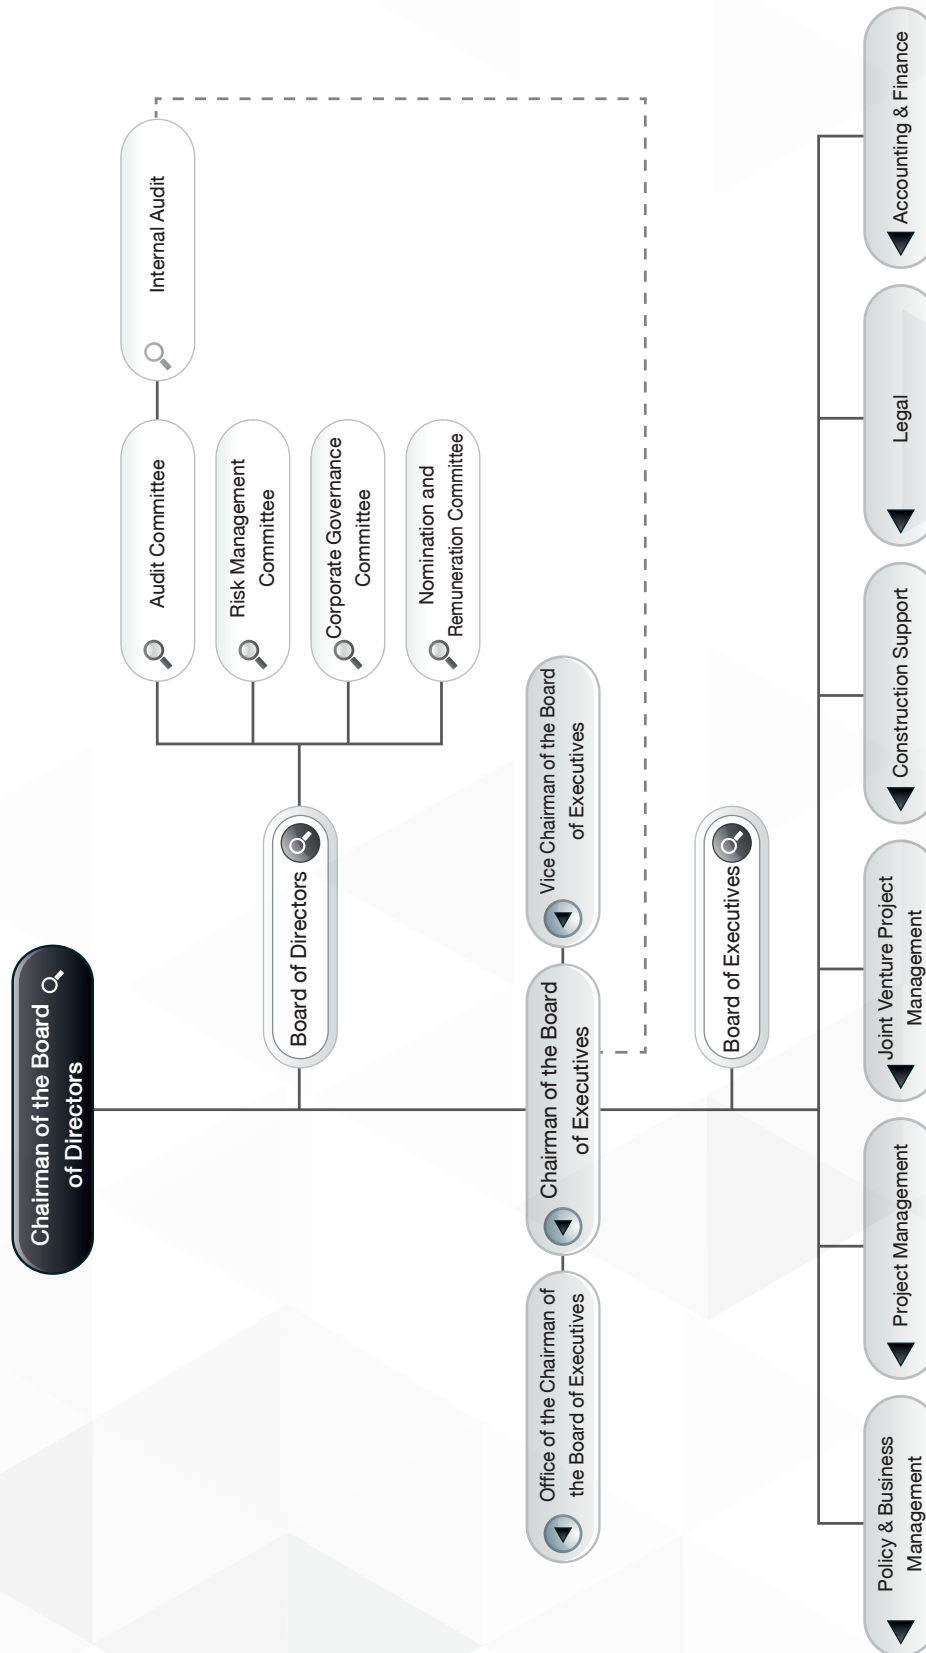 Chairman of the Board
of Directors
Board of Directors
Audit Committee
Internal Audit
Risk Management
Committee
Corporate Governance
Committee
Nomination and
Remuneration Committee
Office of the Chairman of
the Board of Executives
Chairman of the Board
of Executives
Vice Chairman of the Board
of Executives
Board of Executives
Policy & Business
Management
Project Management
Joint Venture Project
Management
Construction Support
Legal
Accounting & Finance